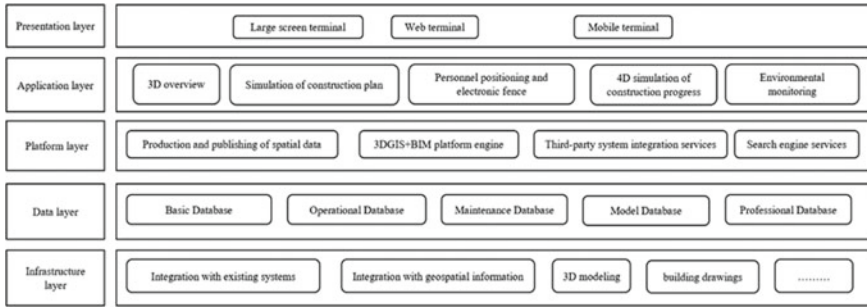 Presentation layer
Large screen terminal
Web terminal
Mobile terminal
Application layer
3D overview
Simulation of construction plan
Personnel positioning and
electronic fence
4D simulation of
construction progress
Environmental
monitoring
Platform layer
Production and publishing of spatial data
3DGIS+BIM platform engine
Third-party system integration services
Search engine services
Data layer
Basic Database
Operational Database
Maintenance Database
Model Database
Professional Database
Infrastructure
layer
Integration with existing systems
Integration with geospatial information
3D modeling
building drawings
.........